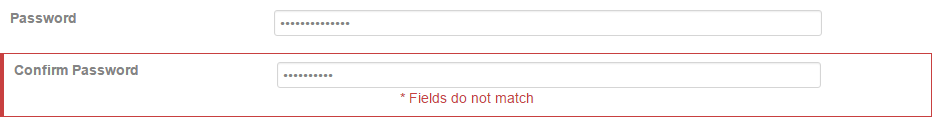 Password
••••••••••••••
Confirm Password
••••••••••
* Fields do not match